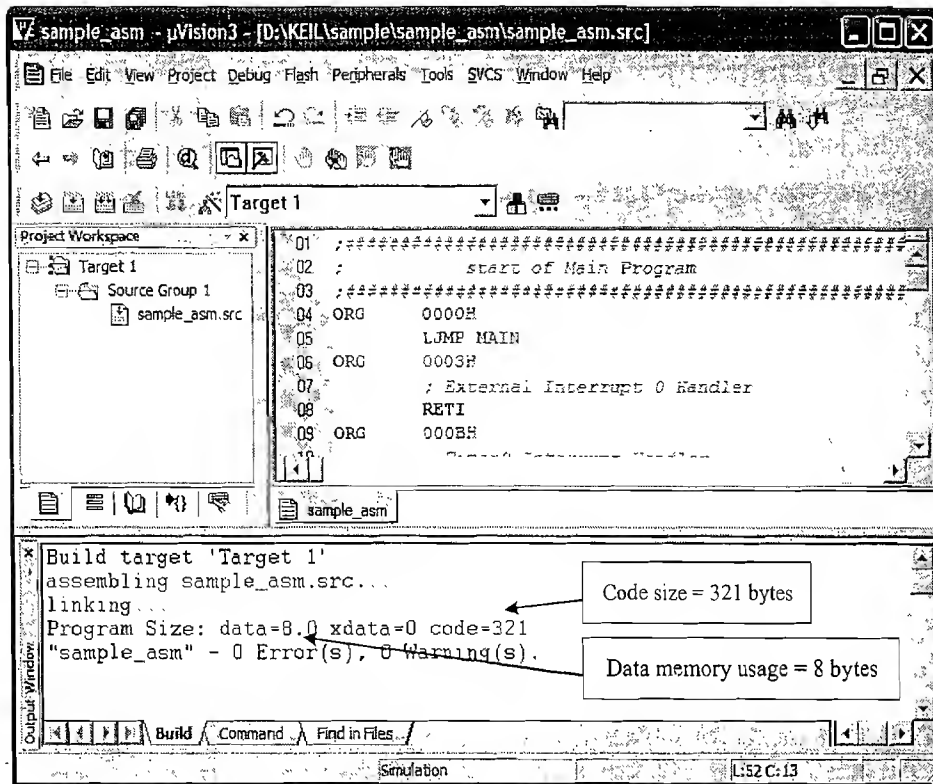 sample_asm - µVision3 - [D:\KEIL\sample\sample_asm\sample_asm.src]
File Edit View Project Debug Flash Peripherals Tools SVCS Window Help
Target 1
Project Workspace
Target 1
Source Group 1
sample_asm.src
01 ;##################################################
02 ; start of Main Program
03 ;##################################################
04 ORG 0000H
05 LJMP MAIN
06 ORG 0003H
07 ; External Interrupt 0 Handler
08 RETI
09 ORG 000BH
sample_asm
Build target 'Target 1'
assembling sample_asm.src...
linking...
Program Size: data=8.0 xdata=0 code=321
"sample_asm" - 0 Error(s), 0 Warning(s).
Code size = 321 bytes
Data memory usage = 8 bytes
Output Window
Build Command Find in Files
Simulation L:52 C:13